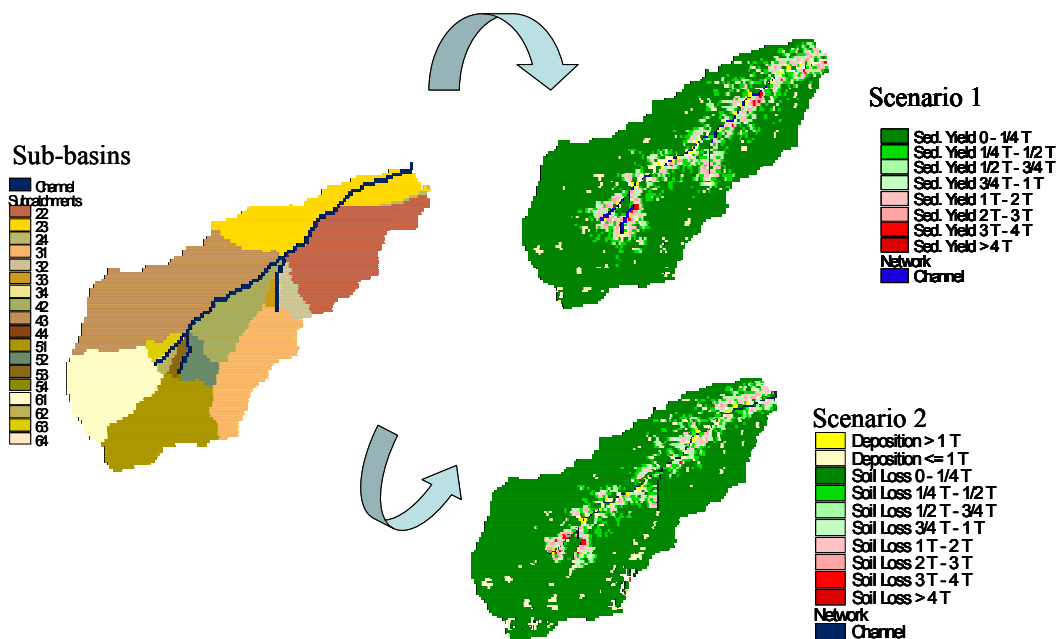 Sub-basins
Channel
Subcatchments
22
23
24
31
32
33
34
42
43
44
51
52
53
54
61
62
63
64
Scenario 1
Sed. Yield 0 - 1/4 T
Sed. Yield 1/4 T - 1/2 T
Sed. Yield 1/2 T - 3/4 T
Sed. Yield 3/4 T - 1 T
Sed. Yield 1 T - 2 T
Sed. Yield 2 T - 3 T
Sed. Yield 3 T - 4 T
Sed. Yield > 4 T
Network
Channel
Scenario 2
Deposition > 1 T
Deposition <= 1 T
Soil Loss 0 - 1/4 T
Soil Loss 1/4 T - 1/2 T
Soil Loss 1/2 T - 3/4 T
Soil Loss 3/4 T - 1 T
Soil Loss 1 T - 2 T
Soil Loss 2 T - 3 T
Soil Loss 3 T - 4 T
Soil Loss > 4 T
Network
Channel